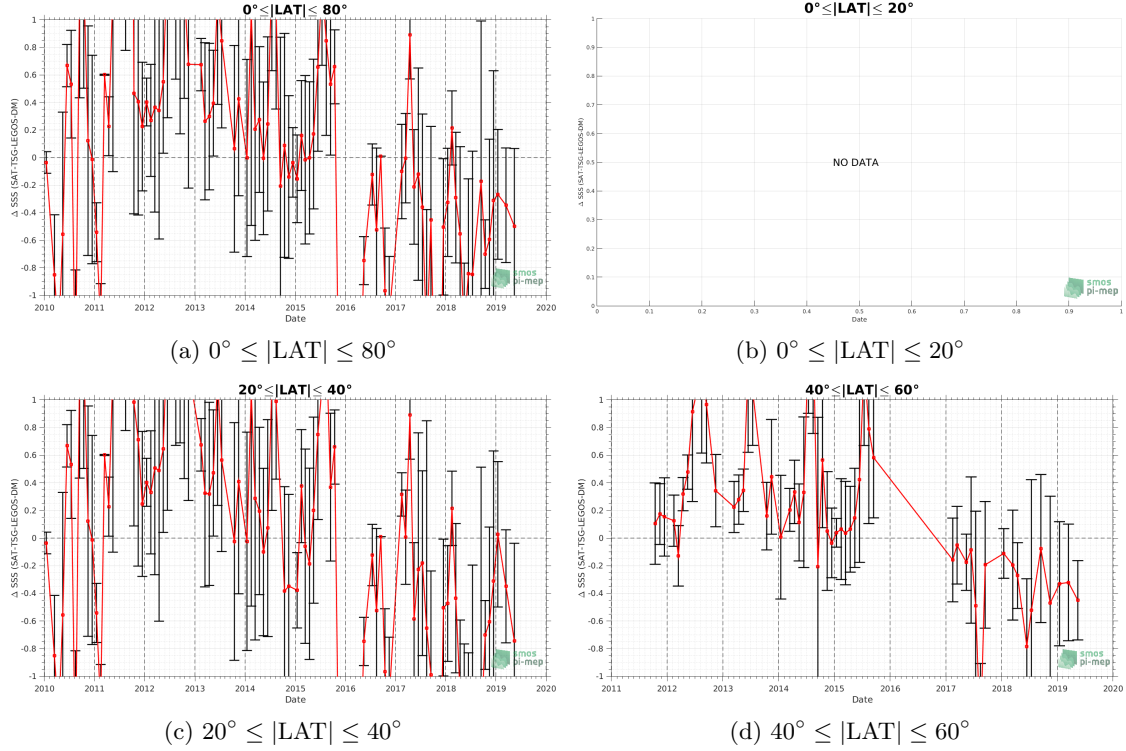 0°≤|LAT|≤ 80°
Δ SSS (SAT-TSG-LEGOS-DM)
1
0.8
0.6
0.4
0.2
0
-0.2
-0.4
-0.6
-0.8
-1
2010 2011 2012 2013 2014 2015 2016 2017 2018 2019 2020
Date
smos
pi-mep
(a) 0° ≤ |LAT| ≤ 80°
0°≤|LAT|≤ 20°
Δ SSS (SAT-TSG-LEGOS-DM)
1
0.9
0.8
0.7
0.6
0.5
0.4
0.3
0.2
0.1
0
NO DATA
0 0.1 0.2 0.3 0.4 0.5 0.6 0.7 0.8 0.9 1
Date
smos
pi-mep
(b) 0° ≤ |LAT| ≤ 20°
20°≤|LAT|≤ 40°
Δ SSS (SAT-TSG-LEGOS-DM)
1
0.8
0.6
0.4
0.2
0
-0.2
-0.4
-0.6
-0.8
-1
2010 2011 2012 2013 2014 2015 2016 2017 2018 2019 2020
Date
smos
pi-mep
(c) 20° ≤ |LAT| ≤ 40°
40°≤|LAT|≤ 60°
Δ SSS (SAT-TSG-LEGOS-DM)
1
0.8
0.6
0.4
0.2
0
-0.2
-0.4
-0.6
-0.8
-1
2011 2012 2013 2014 2015 2016 2017 2018 2019 2020
Date
smos
pi-mep
(d) 40° ≤ |LAT| ≤ 60°